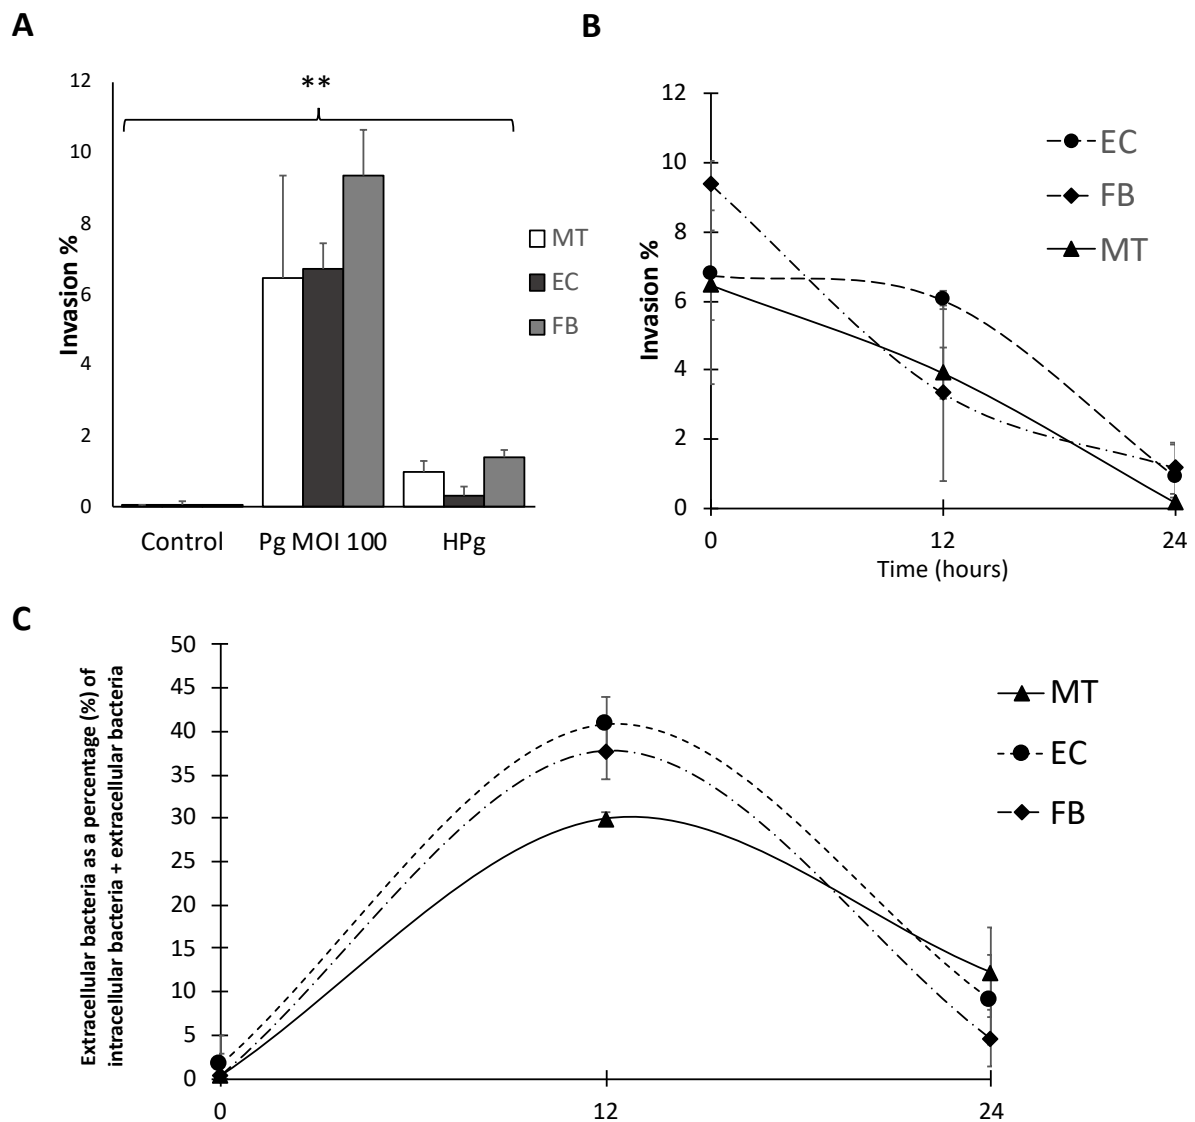 A
12
10
8
6
4
2
0
Invasion %
**
Control
Pg MOI 100
HPg
MT
EC
FB
B
12
10
8
6
4
2
0
Invasion %
0
12
24
Time (hours)
EC
FB
MT
C
50
45
40
35
30
25
20
15
10
5
0
Extracellular bacteria as a percentage (%) of
intracellular bacteria + extracellular bacteria
0
12
24
MT
EC
FB